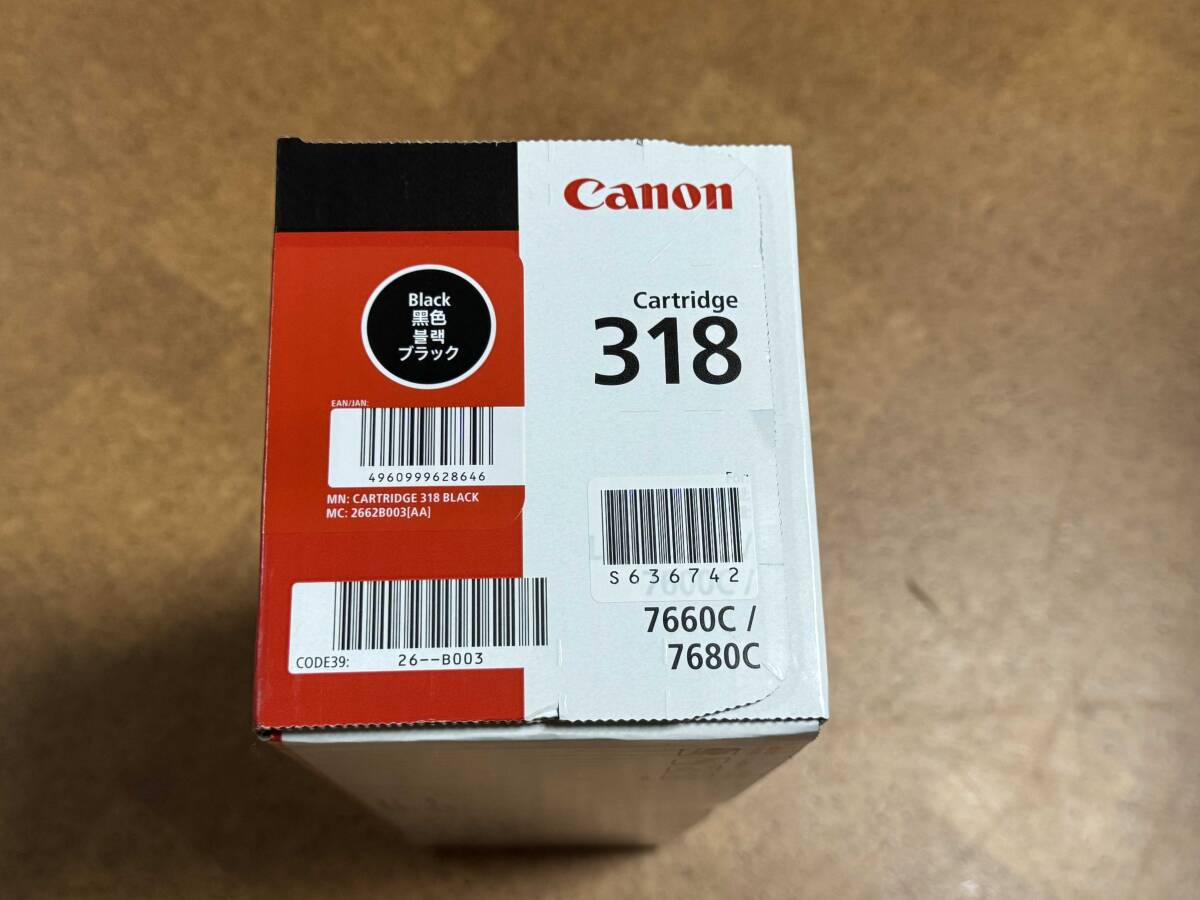 Canon
Cartridge
318
Black
黑色
블랙
ブラック
EAN/JAN:
4960999628646
MN: CARTRIDGE 318 BLACK
MC: 2662B003[AA]
For
S636742
7660C /
7680C
CODE39: 26--B003